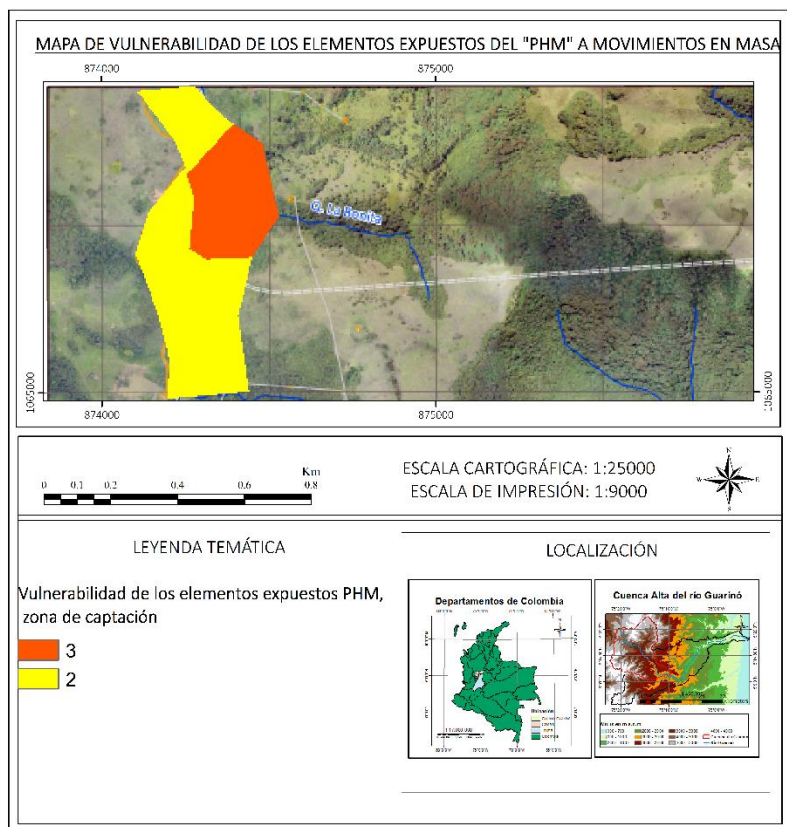 MAPA DE VULNERABILIDAD DE LOS ELEMENTOS EXPUESTOS DEL "PHM" A MOVIMIENTOS EN MASA
874000
875000
Q. La Bonita
1065000
1065000
874000
875000
Km
0 0.1 0.2 0.4 0.6 0.8
ESCALA CARTOGRÁFICA: 1:25000
ESCALA DE IMPRESIÓN: 1:9000
N
W
E
S
LEYENDA TEMÁTICA
Vulnerabilidad de los elementos expuestos PHM,
zona de captación
3
2
LOCALIZACIÓN
Departamentos de Colombia
Cuenca Alta del río Guarinó